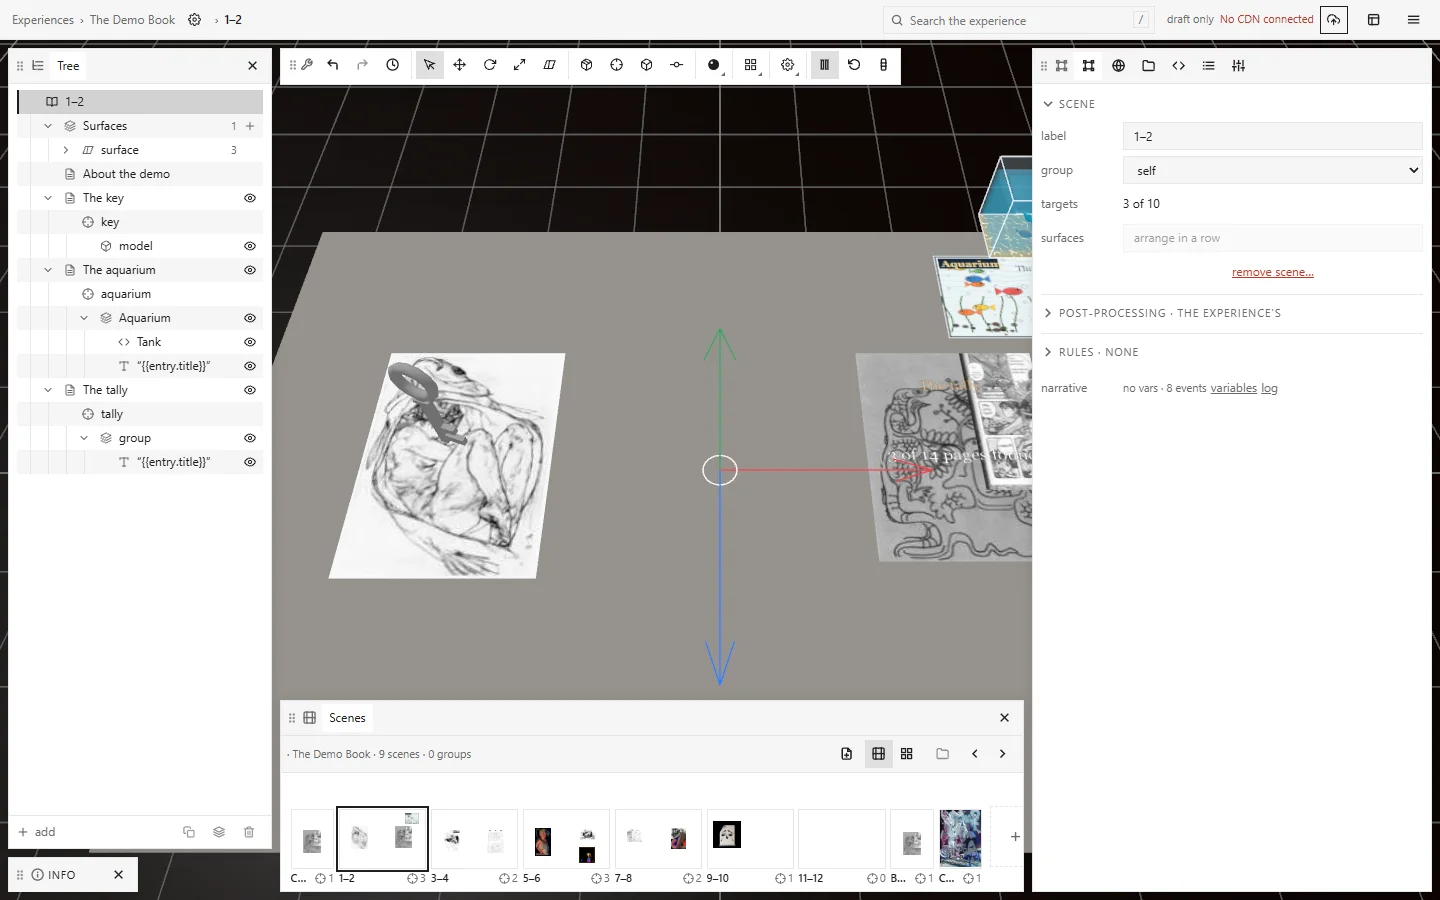 Experiences › The Demo Book › 1–2
Search the experience /
draft only No CDN connected
Tree
1–2
Surfaces 1
surface 3
About the demo
The key
key
model
The aquarium
aquarium
Aquarium
Tank
"{{entry.title}}"
The tally
tally
group
"{{entry.title}}"
add
INFO
Aquarium
The
2 of 14 pages found
Scenes
· The Demo Book · 9 scenes · 0 groups
C... 1
1–2 3
3–4 2
5–6 3
7–8 2
9–10 1
11–12 0
B... 1
C... 1
SCENE
label 1–2
group self
targets 3 of 10
surfaces arrange in a row
remove scene...
POST-PROCESSING · THE EXPERIENCE'S
RULES · NONE
narrative no vars · 8 events variables log